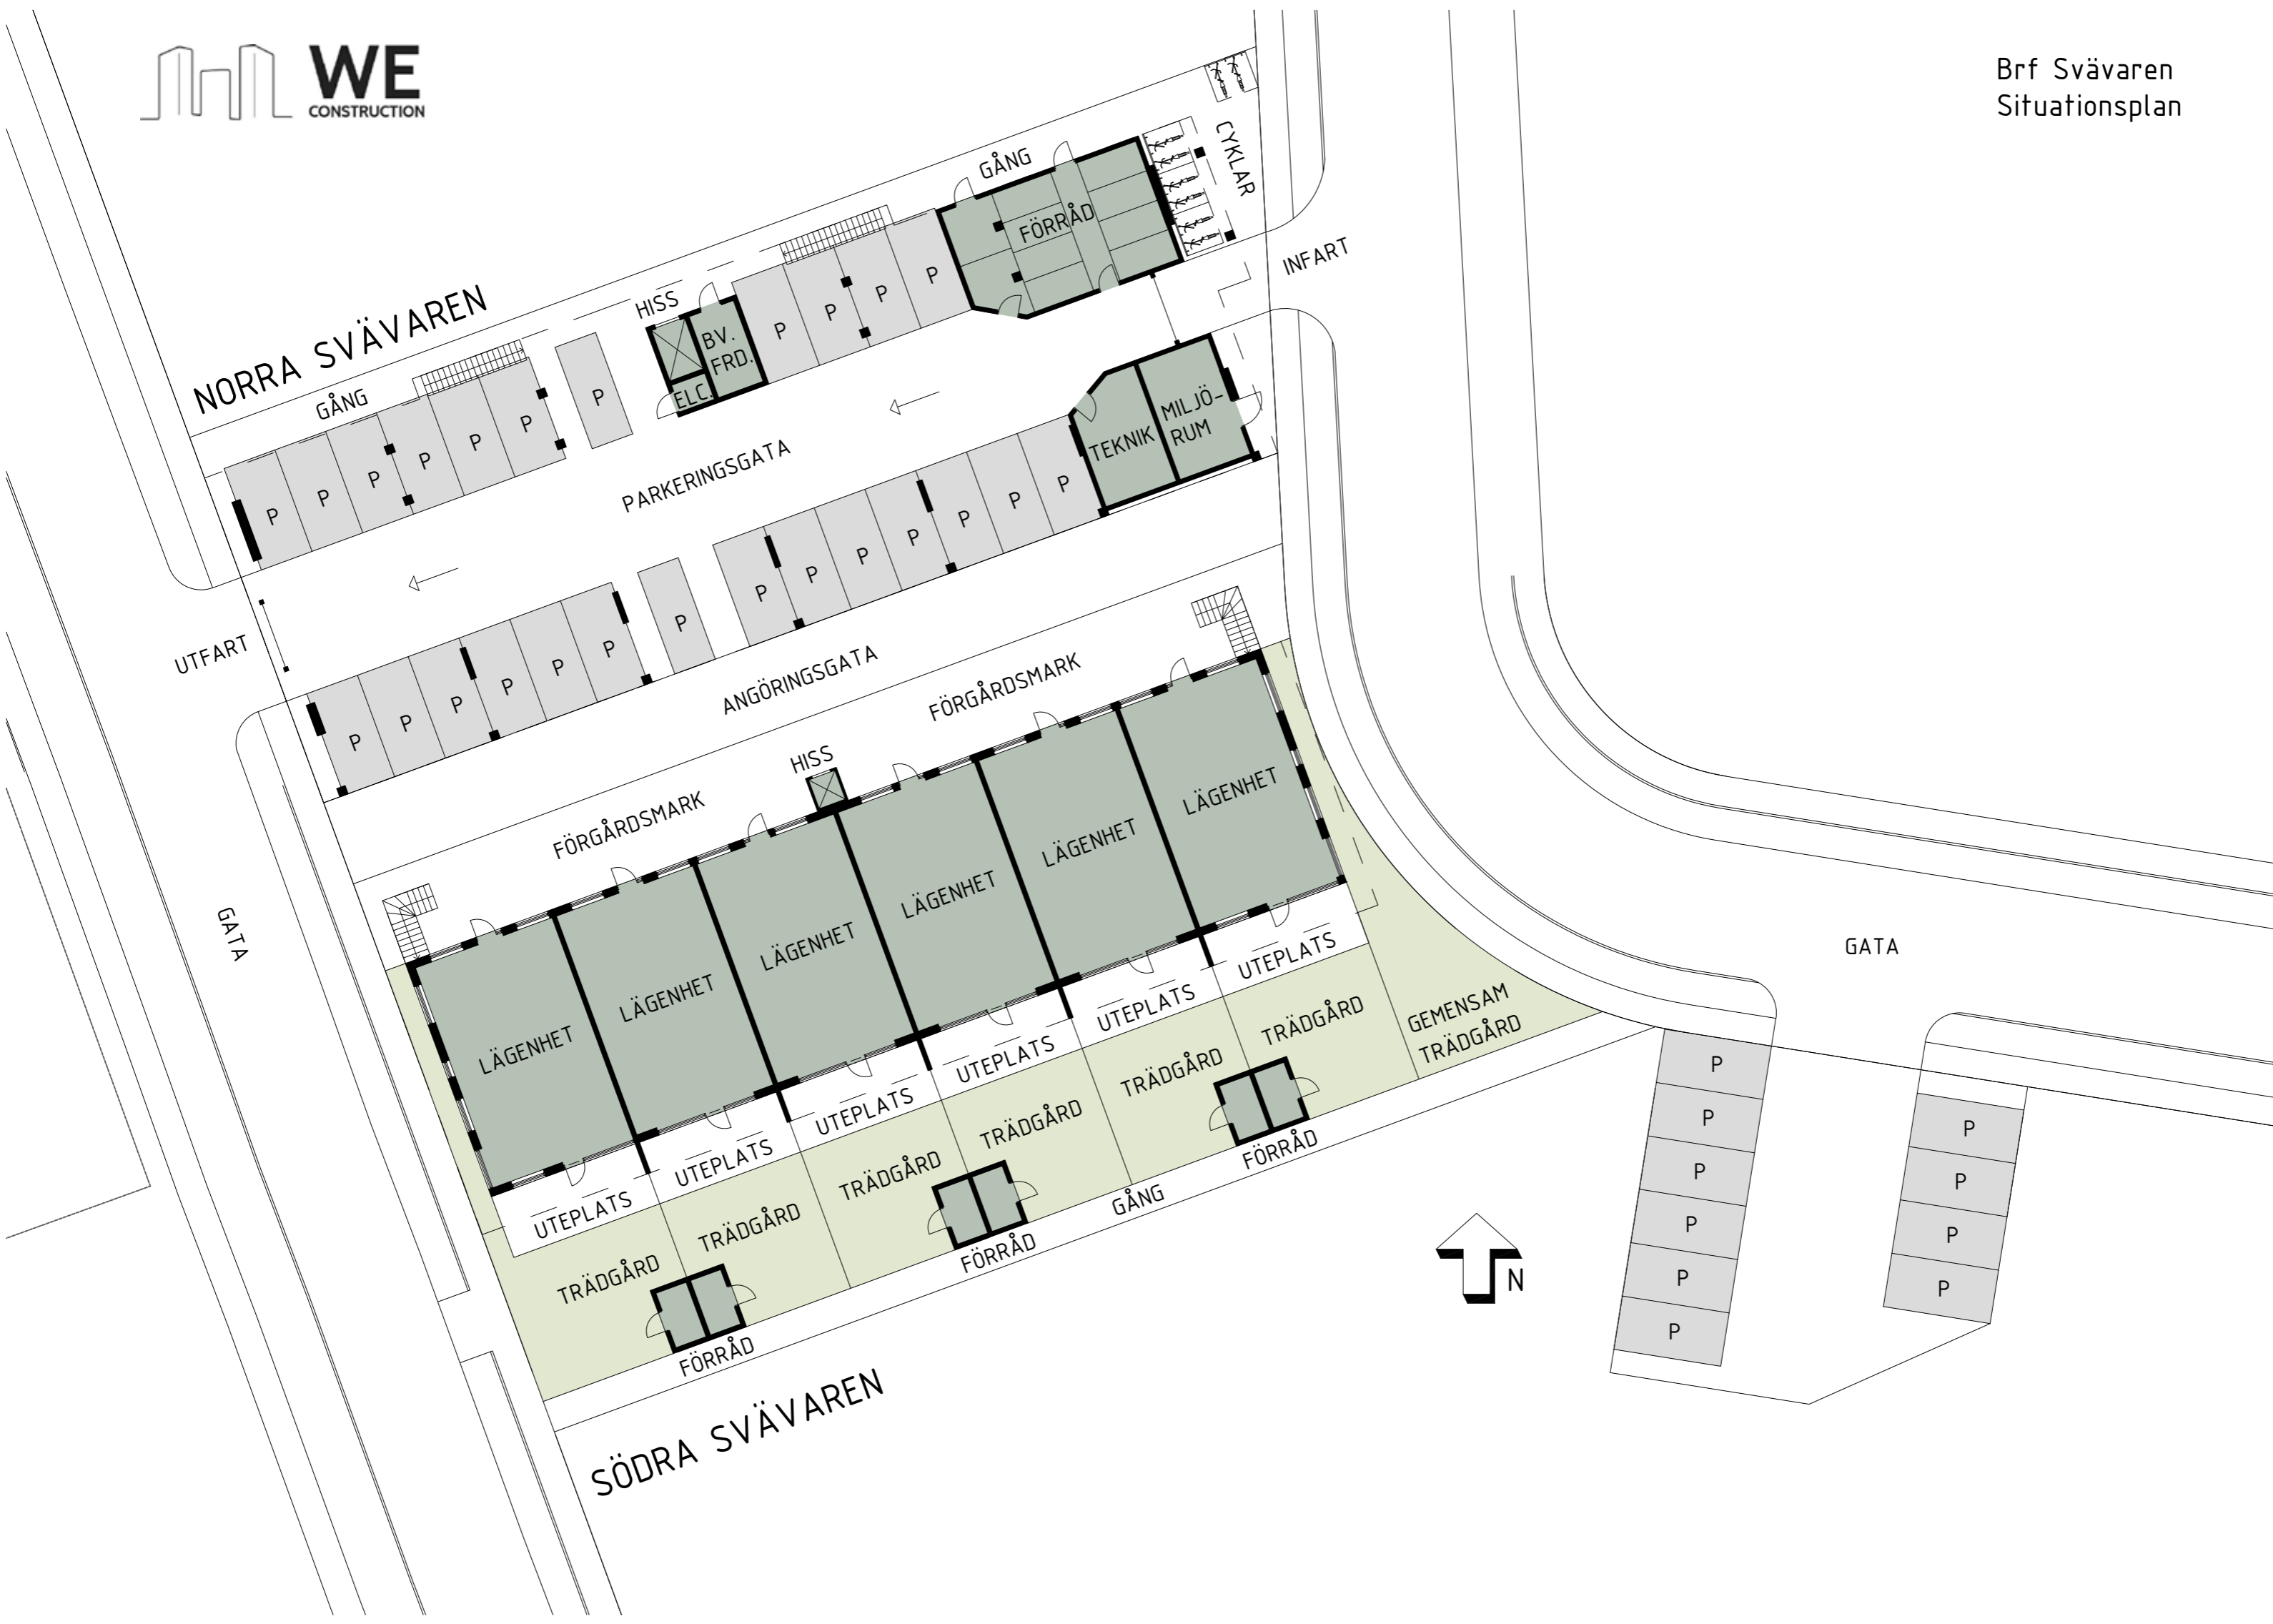 WE
CONSTRUCTION
Brf Svävaren
Situationsplan
CYKLAR
GÅNG
FÖRRÅD
INFART
NORRA SVÄVAREN
HISS
BV.
FRD.
ELC.
P
P
P
P
GÅNG
P
P
P
P
P
P
P
PARKERINGSGATA
TEKNIK
MILJÖ-
RUM
P
P
P
P
P
P
P
P
P
P
P
P
P
P
UTFART
ANGÖRINGSGATA
FÖRGÅRDSMARK
HISS
FÖRGÅRDSMARK
LÄGENHET
LÄGENHET
LÄGENHET
LÄGENHET
LÄGENHET
LÄGENHET
GATA
GATA
UTEPLATS
UTEPLATS
UTEPLATS
UTEPLATS
UTEPLATS
UTEPLATS
TRÄDGÅRD
TRÄDGÅRD
TRÄDGÅRD
TRÄDGÅRD
TRÄDGÅRD
TRÄDGÅRD
GEMENSAM
TRÄDGÅRD
FÖRRÅD
FÖRRÅD
FÖRRÅD
GÅNG
N
P
P
P
P
P
P
P
P
P
P
SÖDRA SVÄVAREN